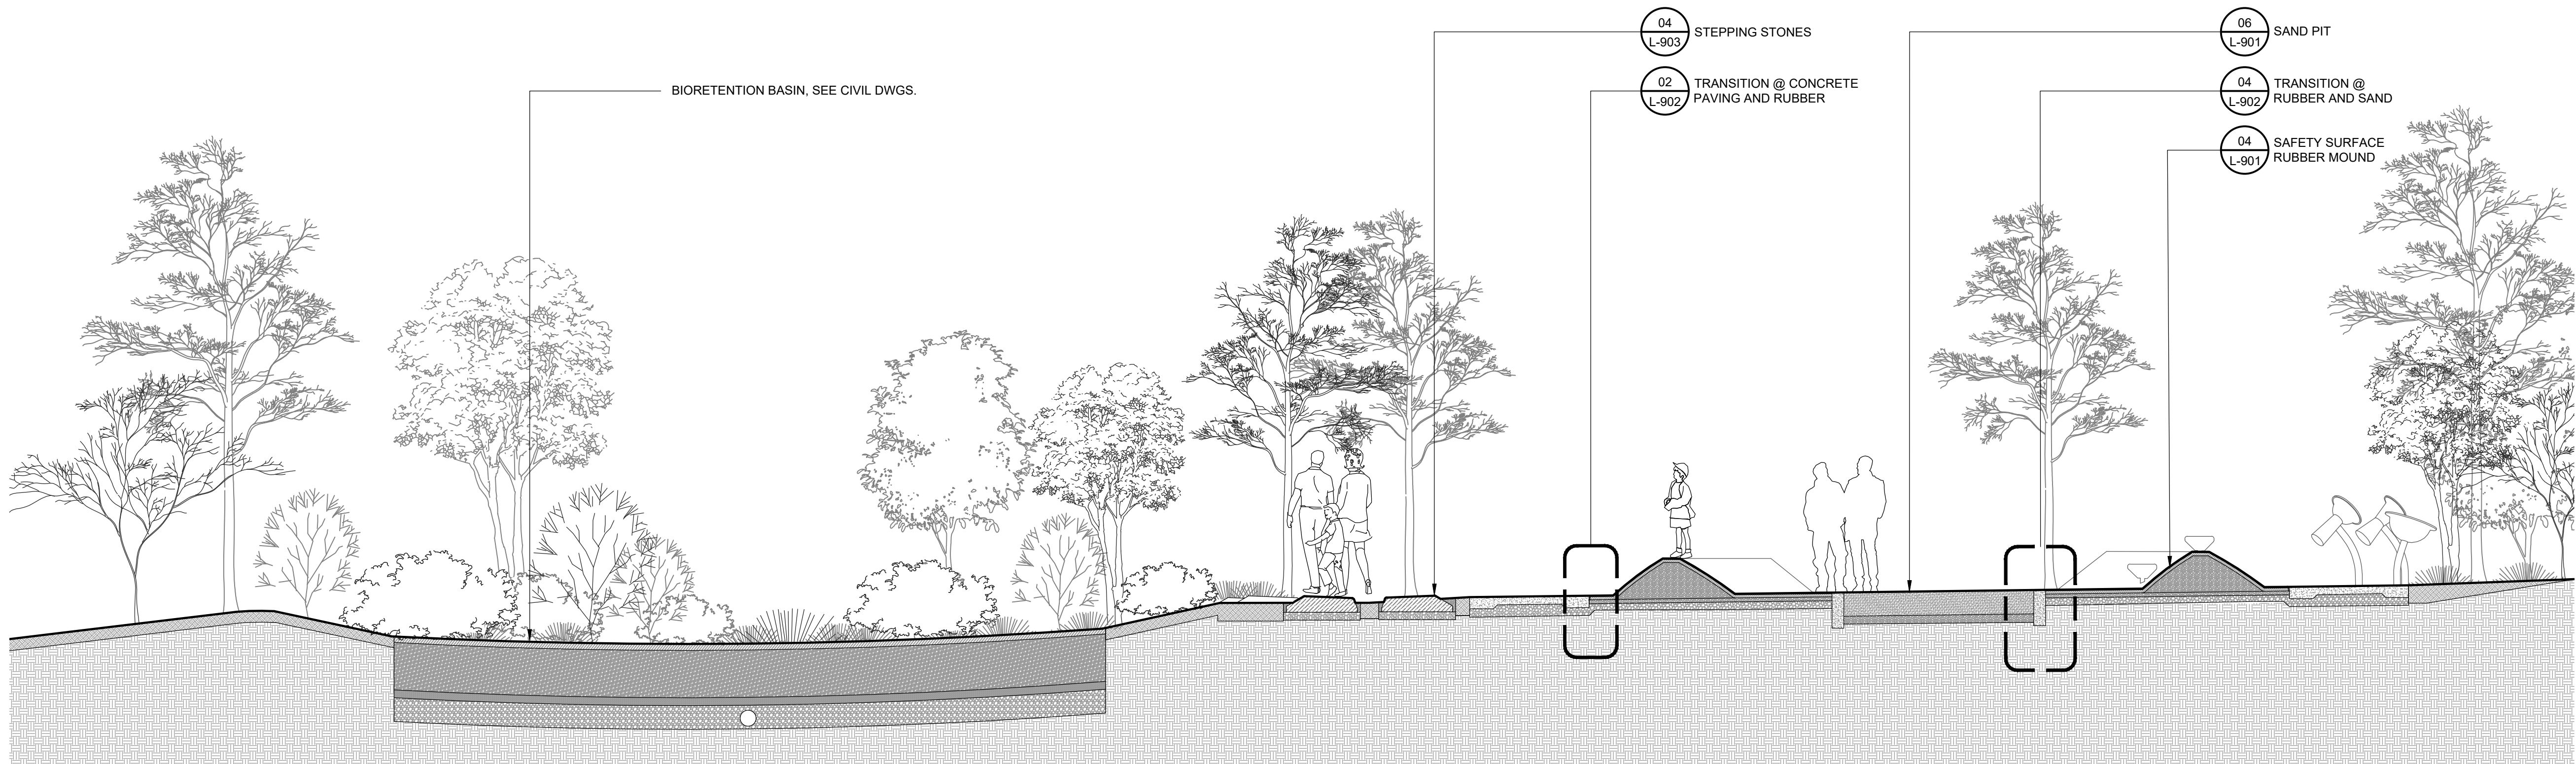 BIORETENTION BASIN, SEE CIVIL DWGS.
04
L-903
STEPPING STONES
02
L-902
TRANSITION @ CONCRETE
PAVING AND RUBBER
06
L-901
SAND PIT
04
L-902
TRANSITION @
RUBBER AND SAND
04
L-901
SAFETY SURFACE
RUBBER MOUND